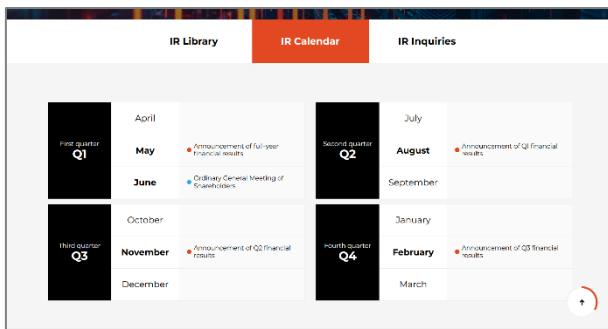 IR Library
IR Calendar
IR Inquiries
First quarter
Q1
April
May
Announcement of full-year
financial results
June
Ordinary General Meeting of
Shareholders
Second quarter
Q2
July
August
Announcement of Q1 financial
results
September
Third quarter
Q3
October
November
Announcement of Q2 financial
results
December
Fourth quarter
Q4
January
February
Announcement of Q3 financial
results
March